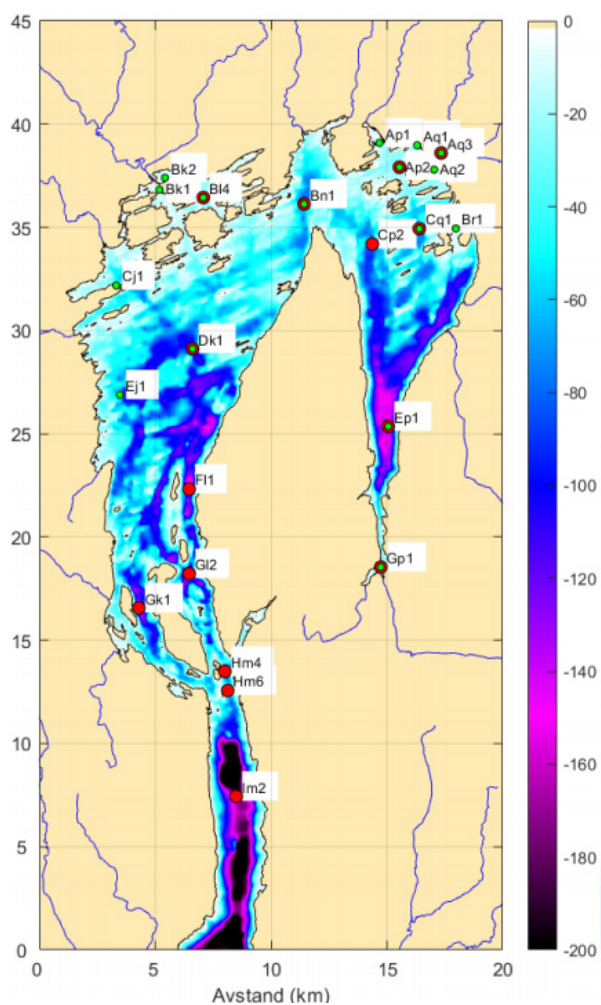 45
0
40
Ap1
Aq1
Aq3
-20
Bk2
Ap2
Aq2
Bk1
Bl4
Bn1
35
Cq1
Br1
-40
Cp2
Cj1
30
Dk1
-60
Ej1
25
Ep1
-80
Fl1
-100
20
Gl2
Gp1
Gk1
-120
15
Hm4
Hm6
-140
10
Im2
-160
5
-180
0
-200
0
5
10
15
20
Avstand (km)